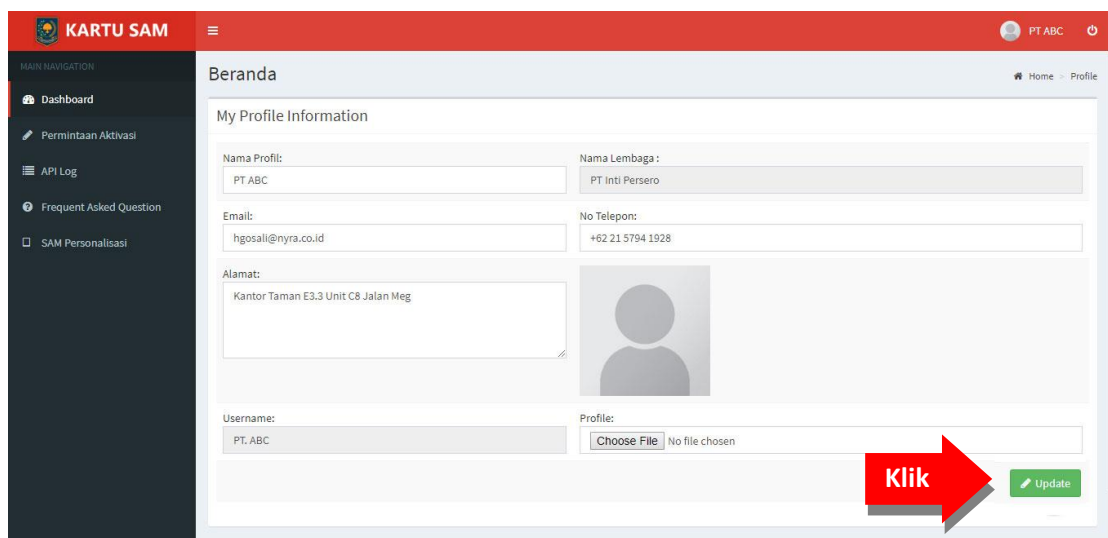 KARTU SAM
PT ABC
MAIN NAVIGATION
Beranda
Home > Profile
Dashboard
My Profile Information
Permintaan Aktivasi
Nama Profil:
Nama Lembaga :
API Log
PT ABC
PT Inti Persero
Frequent Asked Question
Email:
No Telepon:
SAM Personalisasi
hgosali@nyra.co.id
+62 21 5794 1928
Alamat:
Kantor Taman E3.3 Unit C8 Jalan Meg
Username:
Profile:
PT. ABC
Choose File No file chosen
Klik
Update